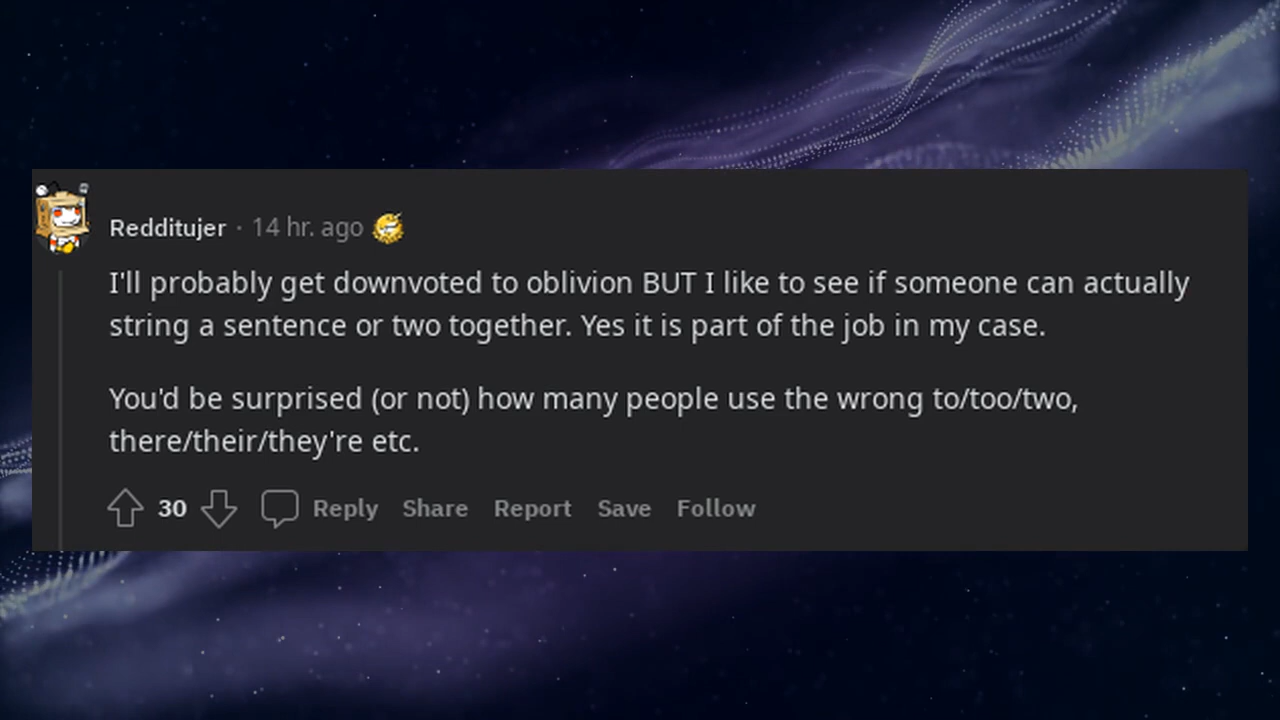 Redditujer · 14 hr. ago
I'll probably get downvoted to oblivion BUT I like to see if someone can actually
string a sentence or two together. Yes it is part of the job in my case.
You'd be surprised (or not) how many people use the wrong to/too/two,
there/their/they're etc.
30 Reply Share Report Save Follow